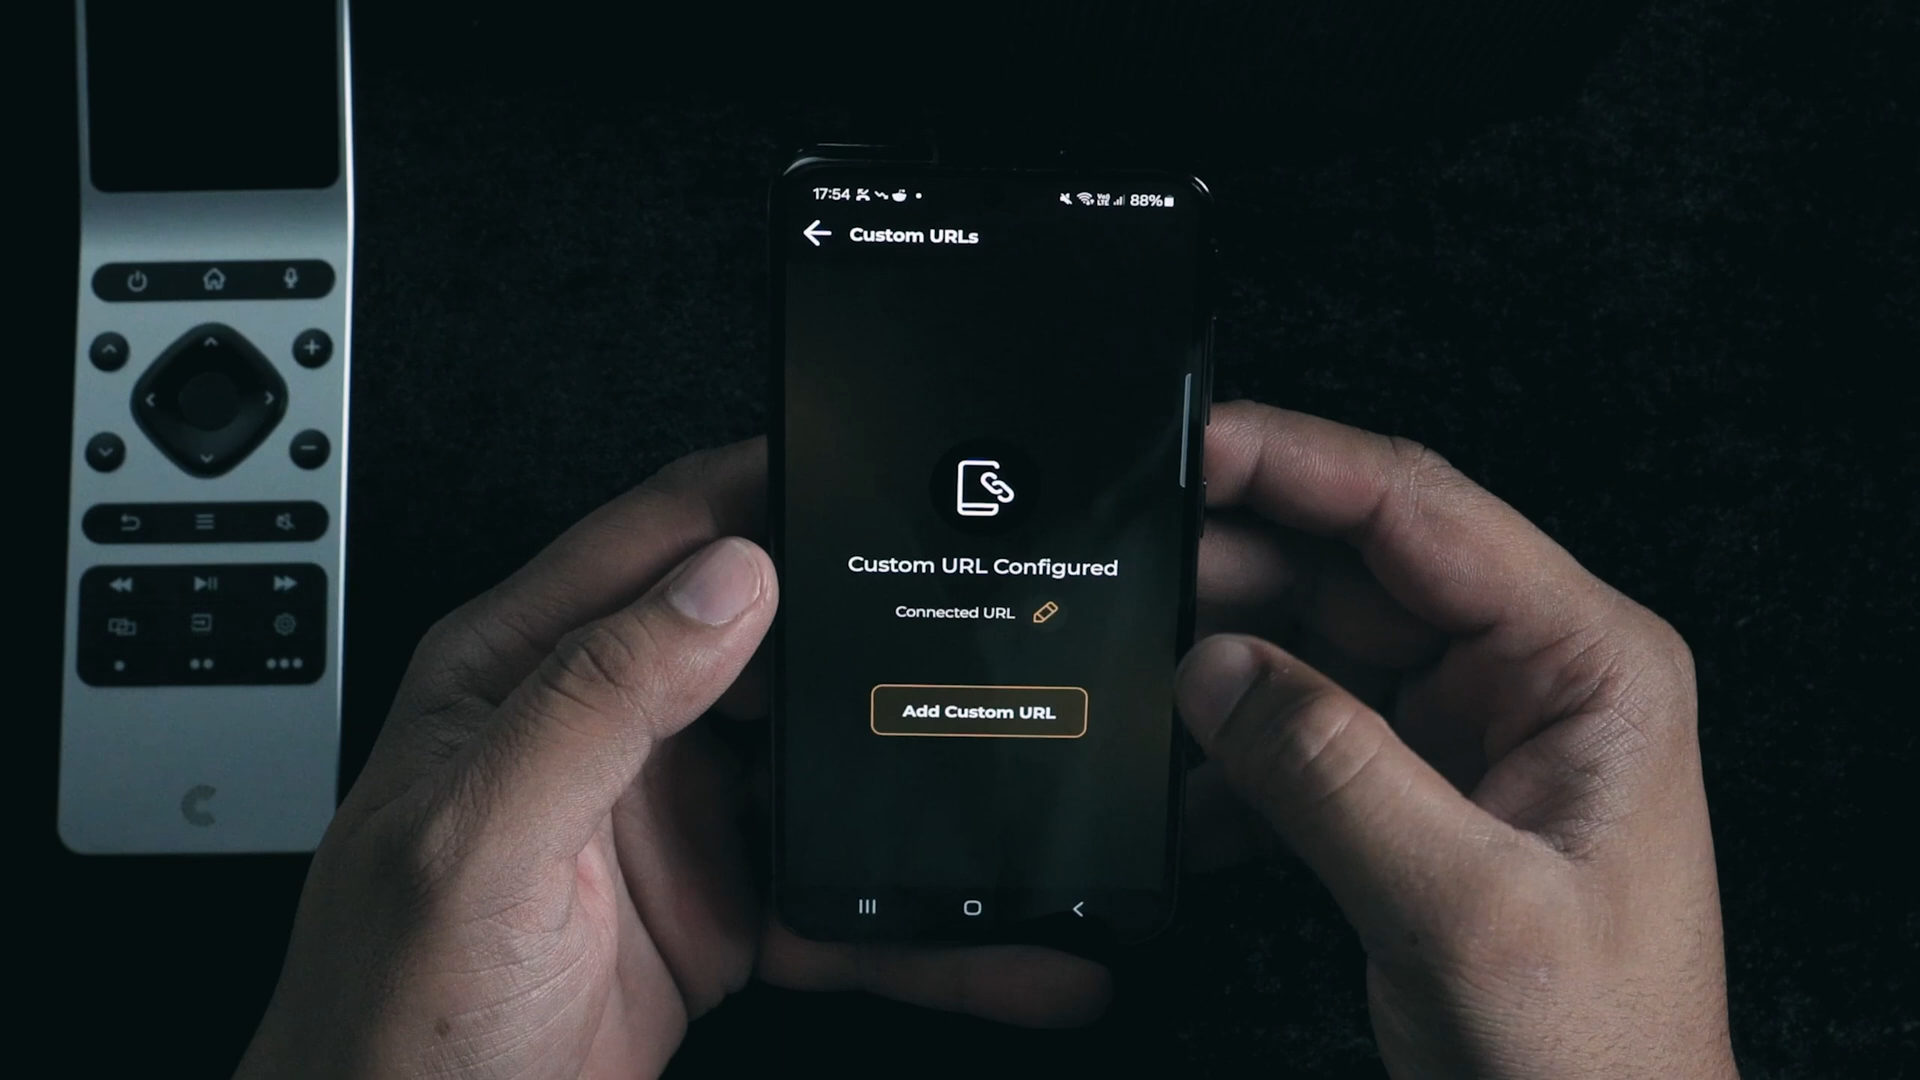 17:54
88%
Custom URLs
Custom URL Configured
Connected URL
Add Custom URL